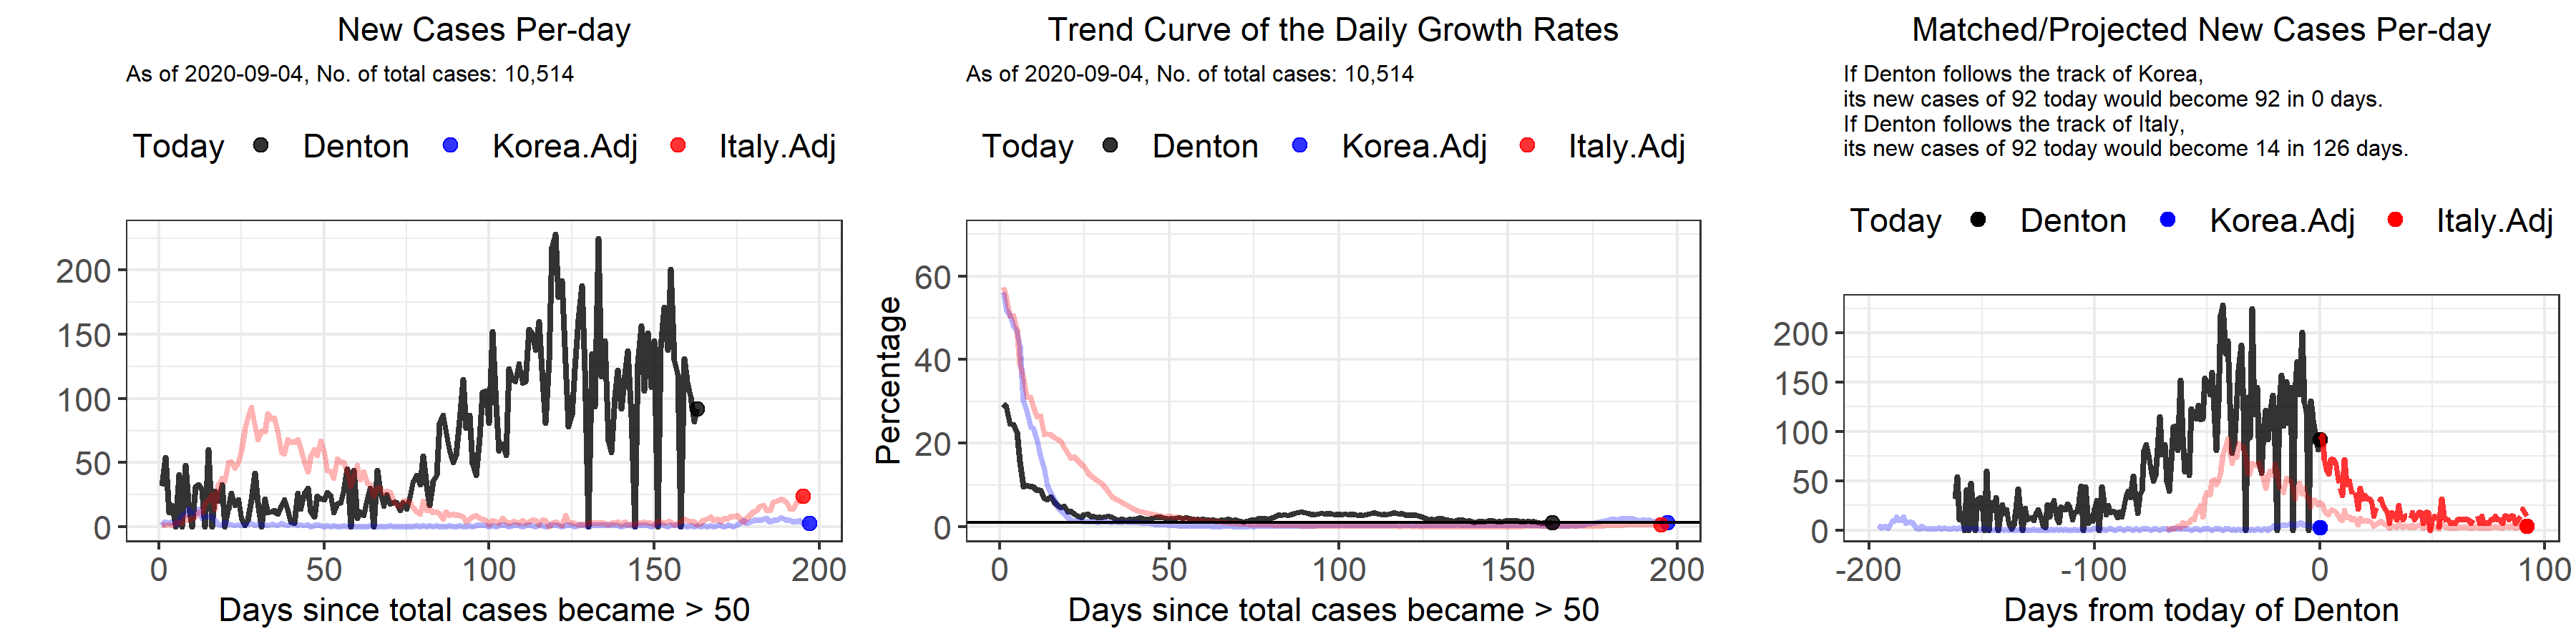 New Cases Per-day
As of 2020-09-04, No. of total cases: 10,514
Today Denton Korea.Adj Italy.Adj
200
150
100
50
0
0 50 100 150 200
Days since total cases became > 50
Trend Curve of the Daily Growth Rates
As of 2020-09-04, No. of total cases: 10,514
Today Denton Korea.Adj Italy.Adj
Percentage
60
40
20
0
0 50 100 150 200
Days since total cases became > 50
Matched/Projected New Cases Per-day
If Denton follows the track of Korea,
its new cases of 92 today would become 92 in 0 days.
If Denton follows the track of Italy,
its new cases of 92 today would become 14 in 126 days.
Today Denton Korea.Adj Italy.Adj
200
150
100
50
0
-200 -100 0 100
Days from today of Denton